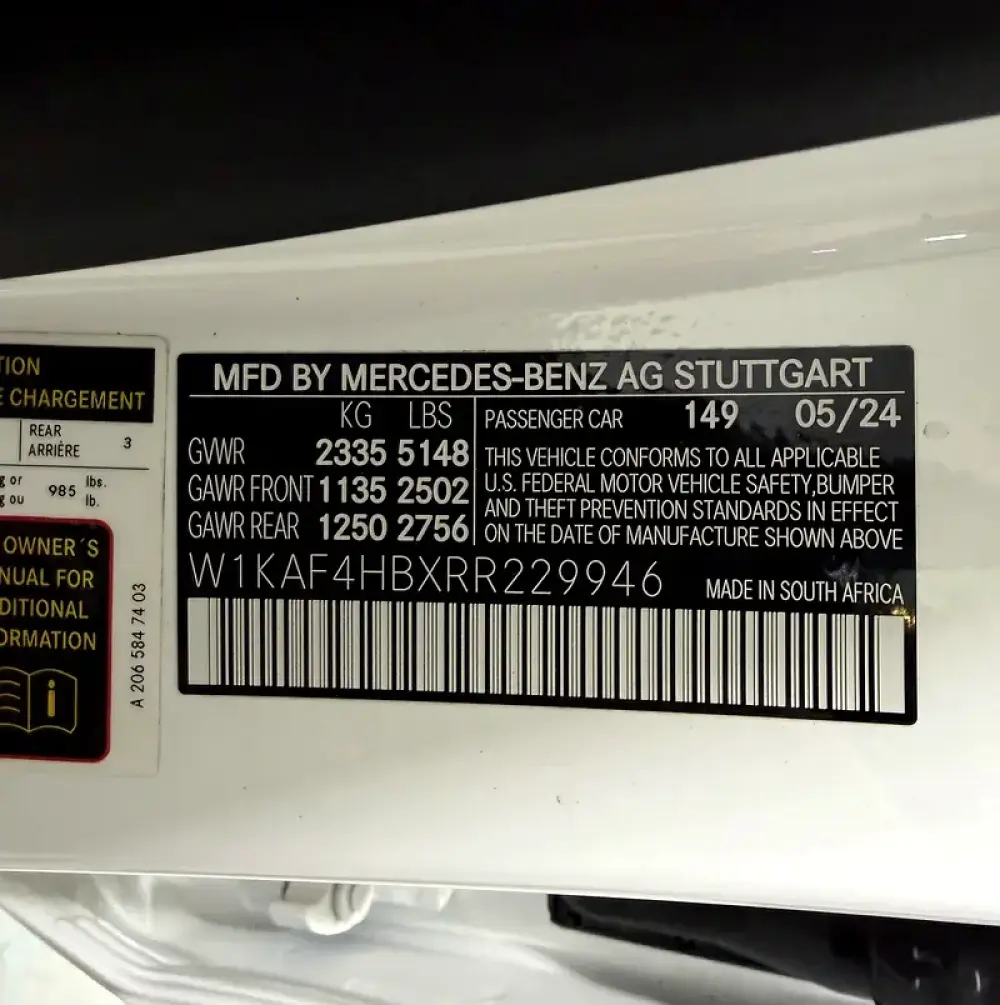 TION
E CHARGEMENT
REAR
ARRIÈRE 3
g or
g ou 985 lbs.
lb.
OWNER´S
NUAL FOR
DITIONAL
ORMATION
A 206 584 74 03
MFD BY MERCEDES-BENZ AG STUTTGART
KG LBS
GVWR 2335 5148
GAWR FRONT 1135 2502
GAWR REAR 1250 2756
PASSENGER CAR 149 05/24
THIS VEHICLE CONFORMS TO ALL APPLICABLE
U.S. FEDERAL MOTOR VEHICLE SAFETY,BUMPER
AND THEFT PREVENTION STANDARDS IN EFFECT
ON THE DATE OF MANUFACTURE SHOWN ABOVE
W1KAF4HBXRR229946
MADE IN SOUTH AFRICA